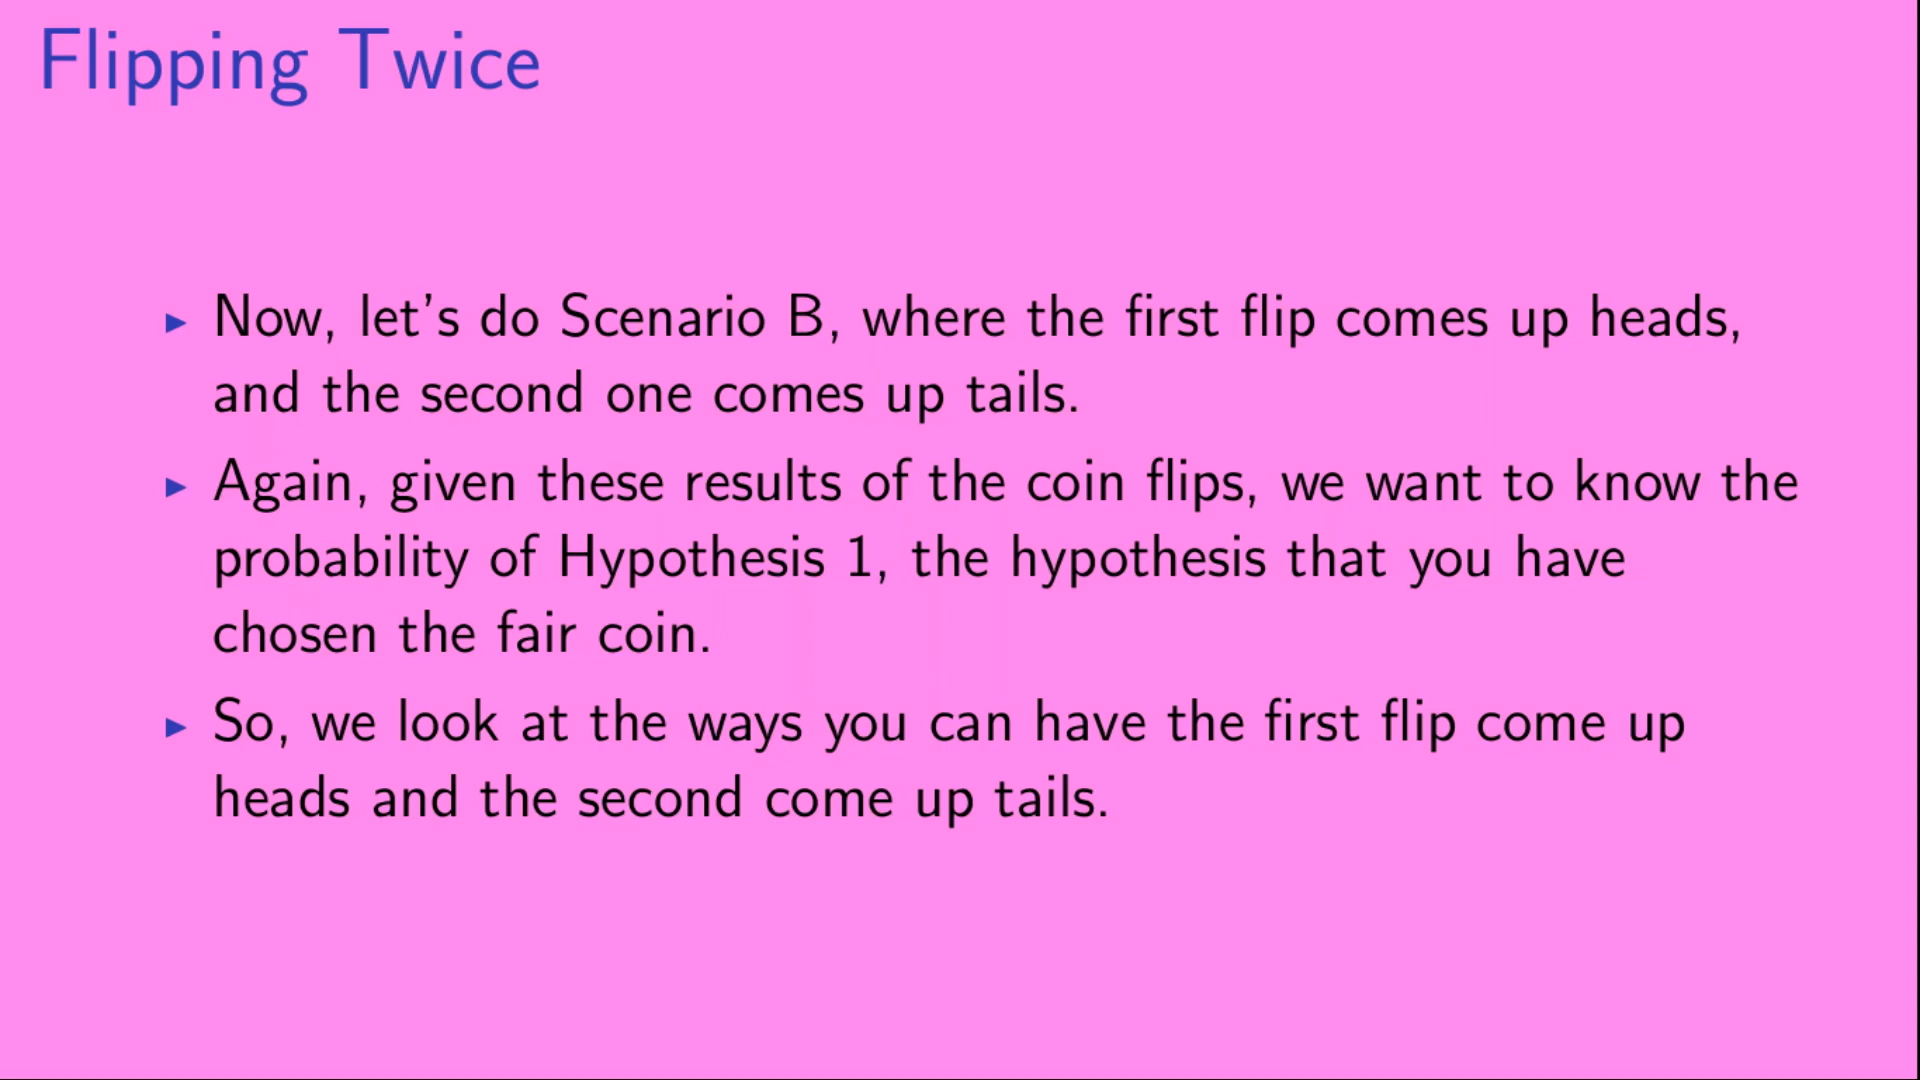 Flipping Twice
▶ Now, let's do Scenario B, where the first flip comes up heads,
and the second one comes up tails.
▶ Again, given these results of the coin flips, we want to know the
probability of Hypothesis 1, the hypothesis that you have
chosen the fair coin.
▶ So, we look at the ways you can have the first flip come up
heads and the second come up tails.